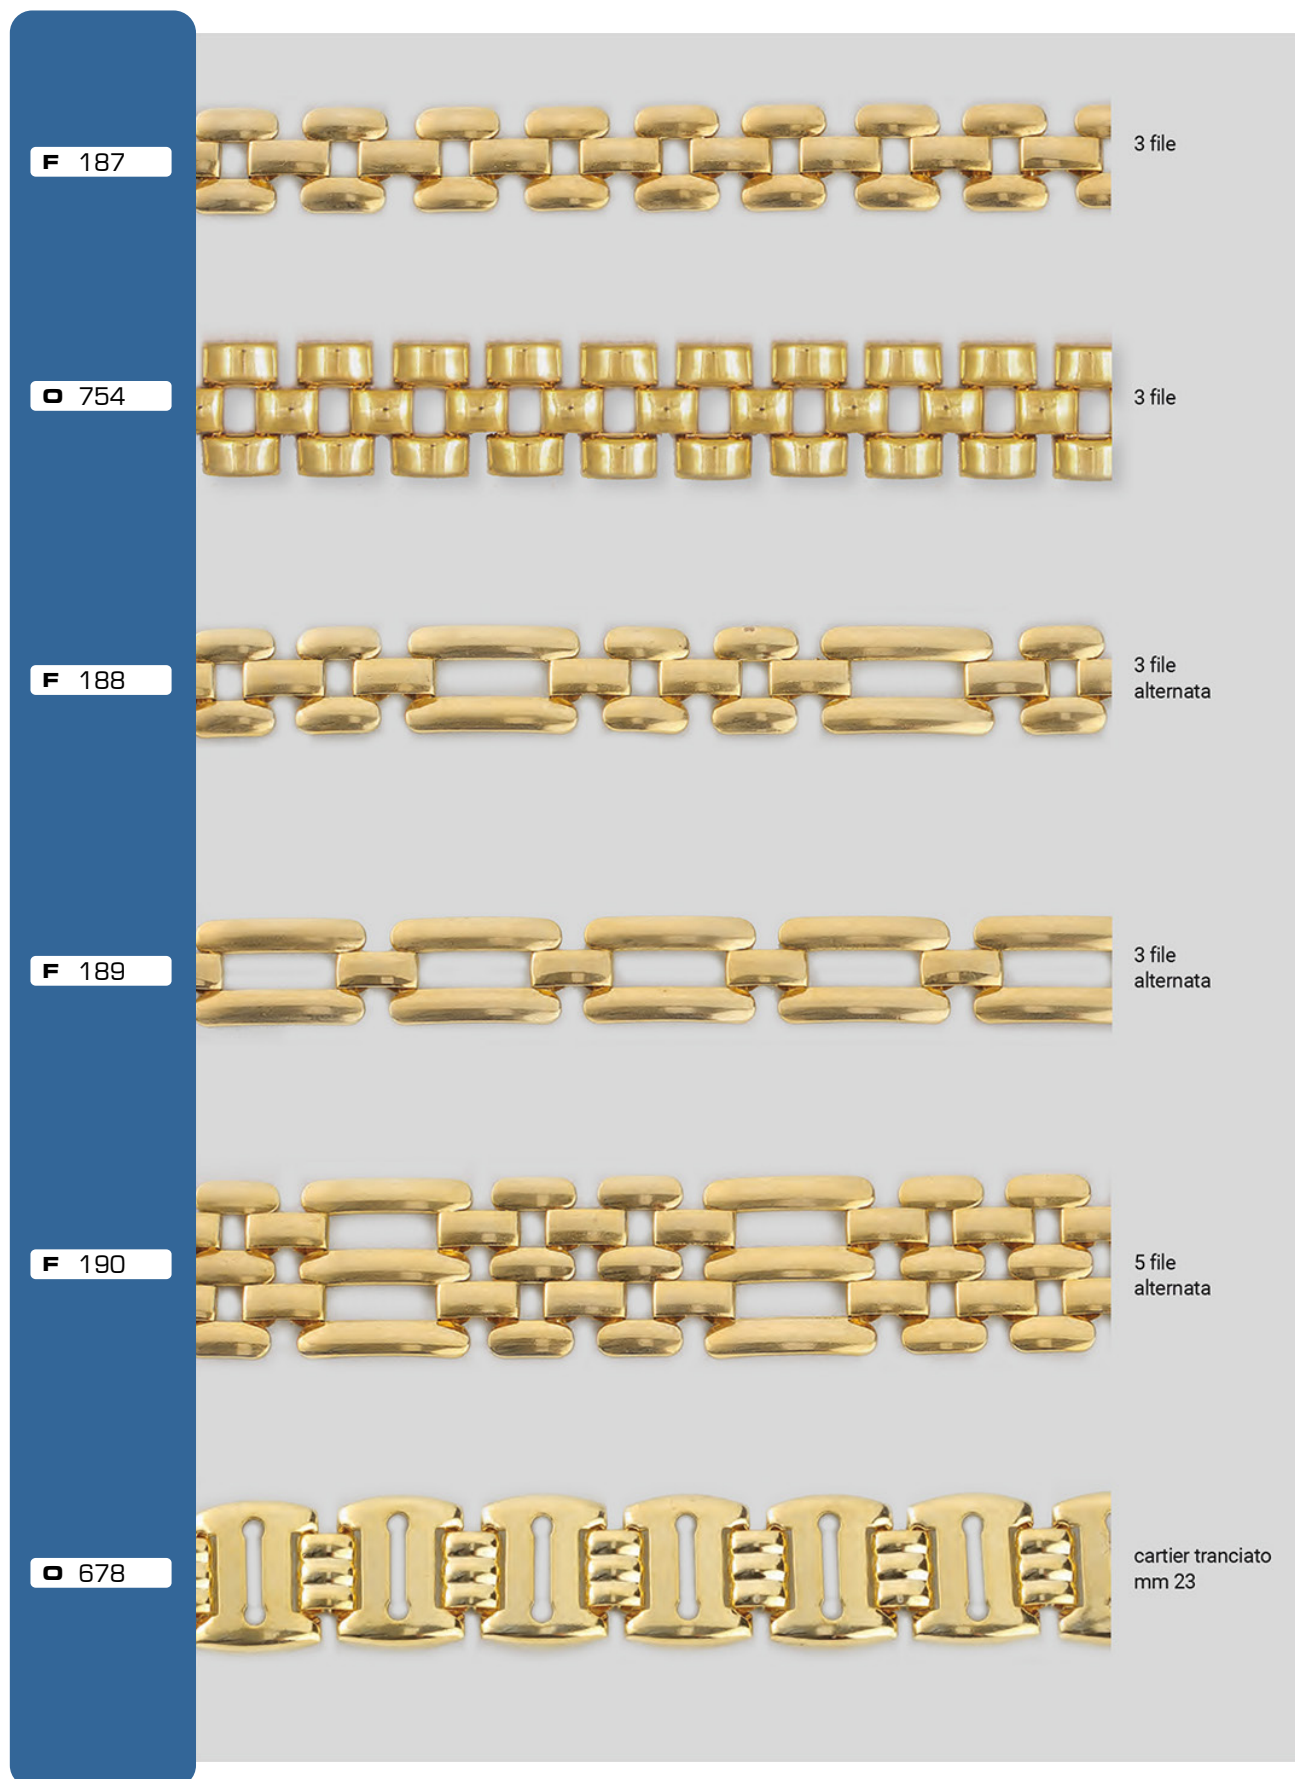 F 187
3 file
O 754
3 file
F 188
3 file
alternata
F 189
3 file
alternata
F 190
5 file
alternata
O 678
cartier tranciato
mm 23